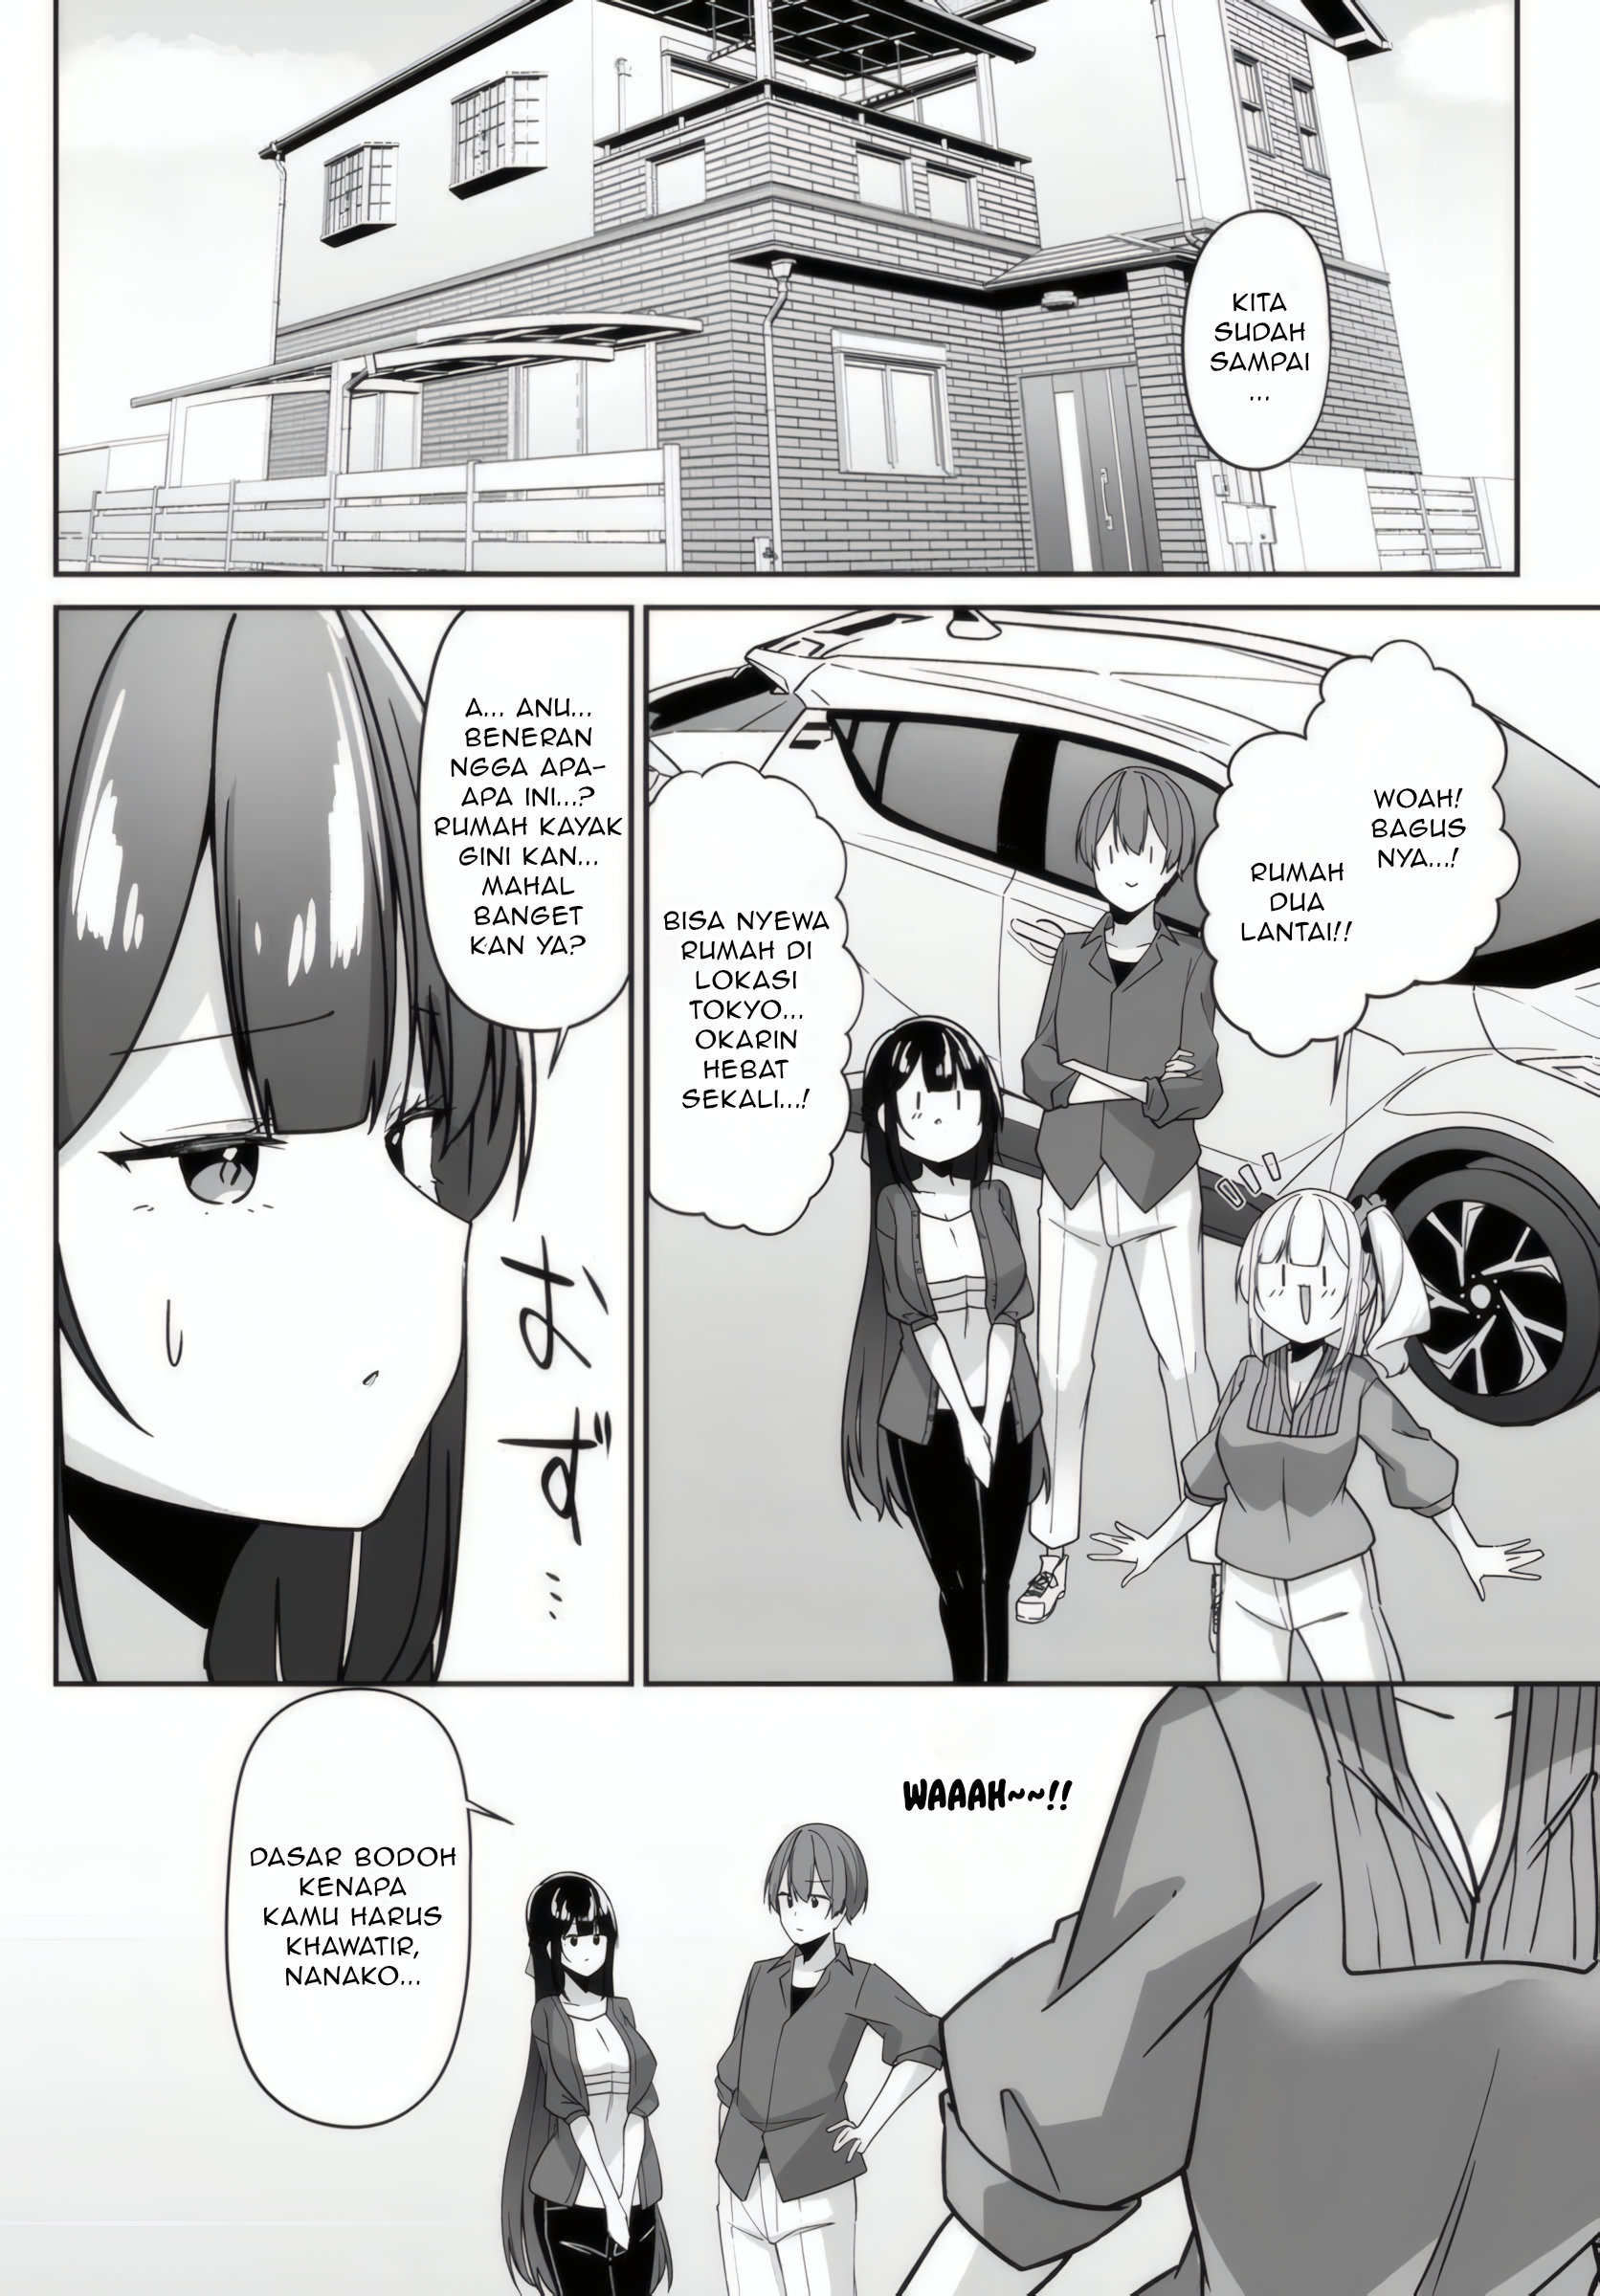 KITA
SUDAH
SAMPAI
...
WOAH!
BAGUS
NYA...!
RUMAH
DUA
LANTAI!!
BISA NYEWA
RUMAH DI
LOKASI
TOKYO...
OKARIN
HEBAT
SEKALI...!
A... ANU...
BENERAN
NGGA APA-
APA INI...?
RUMAH KAYAK
GINI KAN...
MAHAL
BANGET
KAN YA?
おず…
WAAAH~~!!
DASAR BODOH
KENAPA
KAMU HARUS
KHAWATIR,
NANAKO...